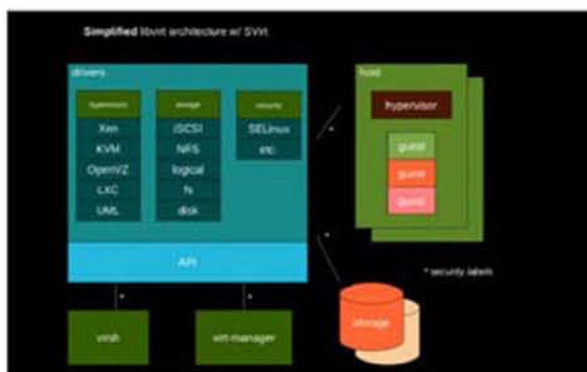 Simplified libvirt architecture w/ SVirt
drivers
hypervisors
storage
security
Xen
KVM
OpenVZ
LXC
UML
iSCSI
NFS
logical
fs
disk
SELinux
etc.
API
virsh
virt-manager
host
hypervisor
guest
guest
guest
*
*
*
*
* security labels
storage